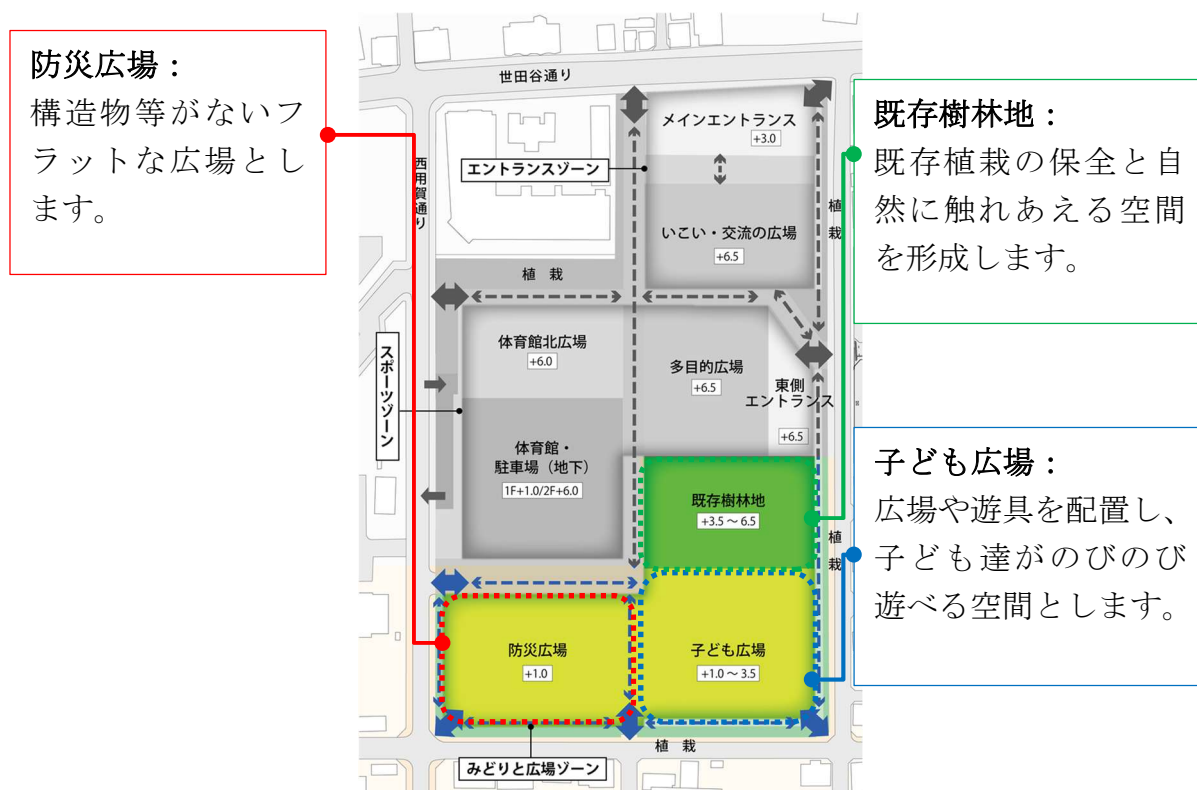 防災広場：
構造物等がないフ
ラットな広場とし
ます。
世田谷通り
西用賀通り
メインエントランス
+3.0
エントランスゾーン
いこい・交流の広場
+6.5
植栽
植栽
体育館北広場
+6.0
多目的広場
+6.5
東側
エントランス
+6.5
スポーツゾーン
体育館・
駐車場（地下）
1F+1.0/2F+6.0
既存樹林地
+3.5～6.5
植栽
防災広場
+1.0
子ども広場
+1.0～3.5
植栽
みどりと広場ゾーン
既存樹林地：
既存植栽の保全と自
然に触れあえる空間
を形成します。
子ども広場：
広場や遊具を配置し、
子ども達がのびのび
遊べる空間とします。